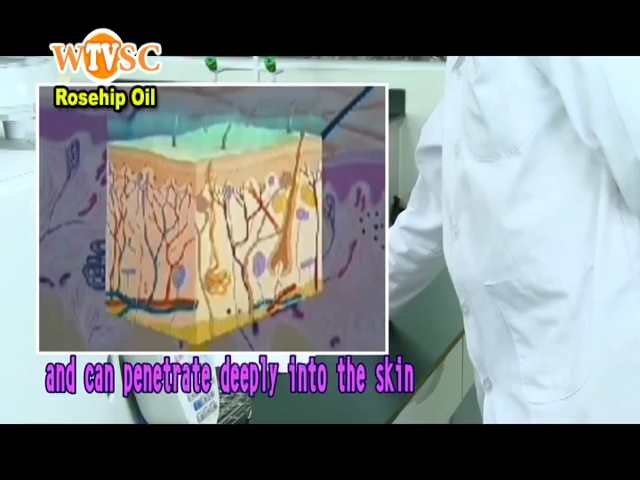 WTVSC
Rosehip Oil
and can penetrate deeply into the skin